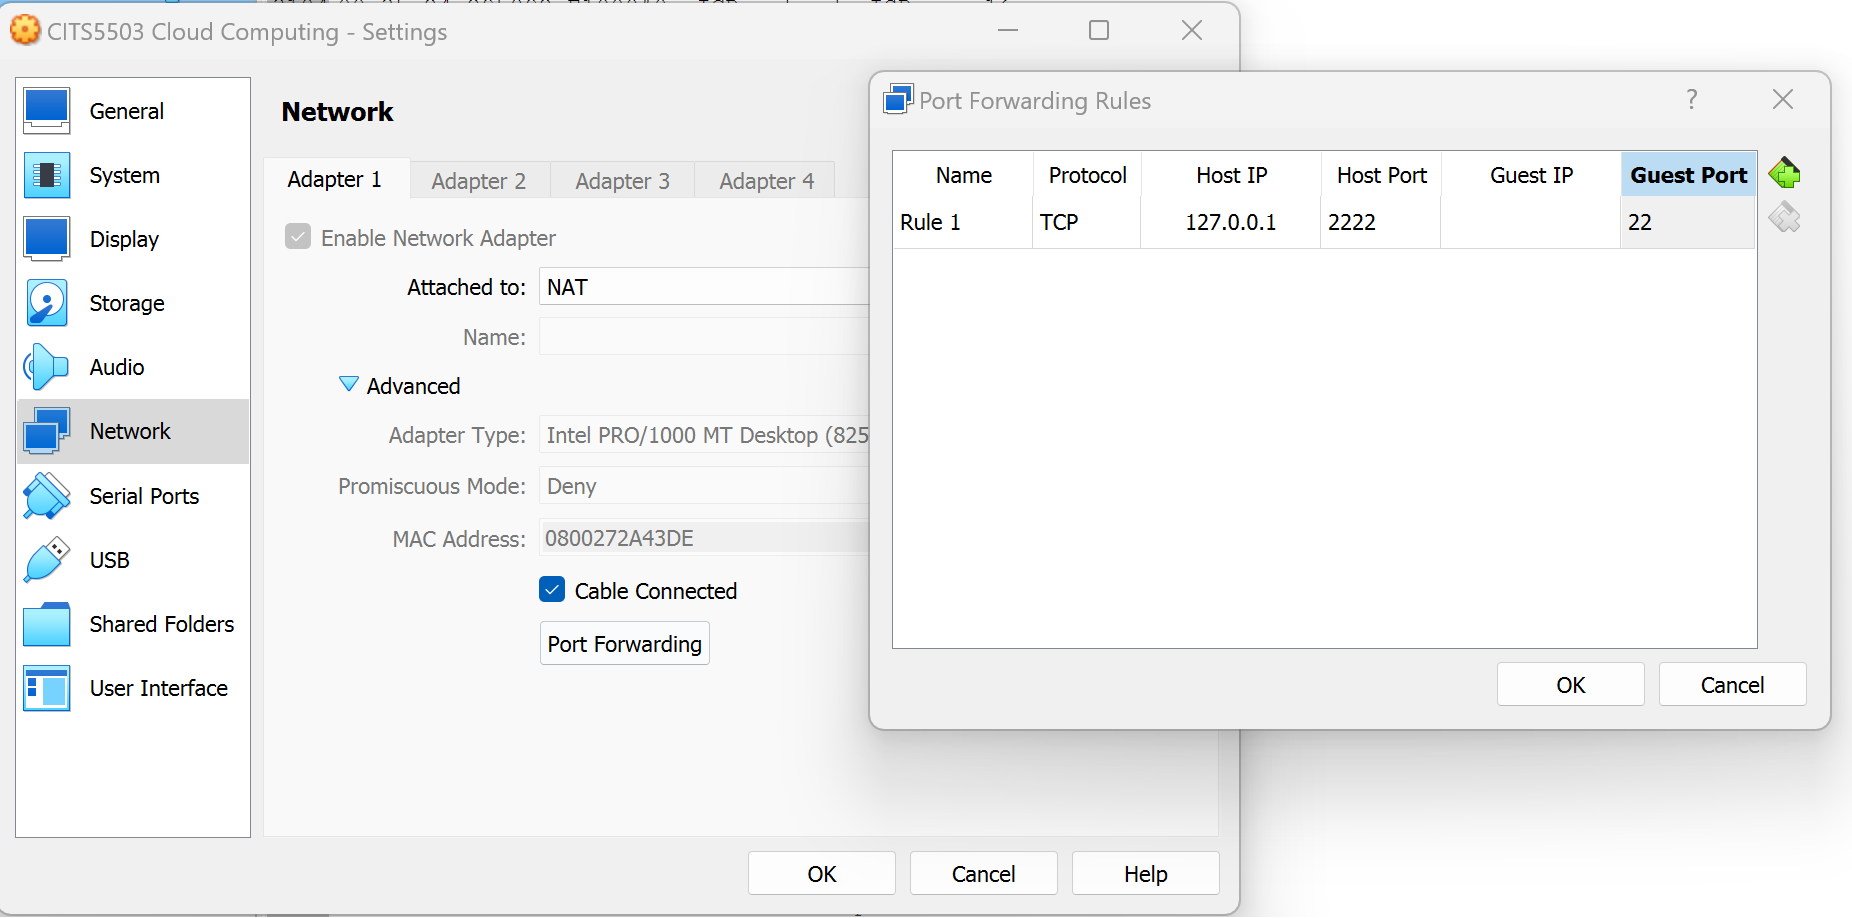 CITS5503 Cloud Computing - Settings
General
System
Display
Storage
Audio
Network
Serial Ports
USB
Shared Folders
User Interface
Network
Adapter 1
Adapter 2
Adapter 3
Adapter 4
Enable Network Adapter
Attached to: NAT
Name:
Advanced
Adapter Type: Intel PRO/1000 MT Desktop (825
Promiscuous Mode: Deny
MAC Address: 0800272A43DE
Cable Connected
Port Forwarding
OK
Cancel
Help
Port Forwarding Rules
?
Name Protocol Host IP Host Port Guest IP Guest Port
Rule 1 TCP 127.0.0.1 2222 22
OK
Cancel